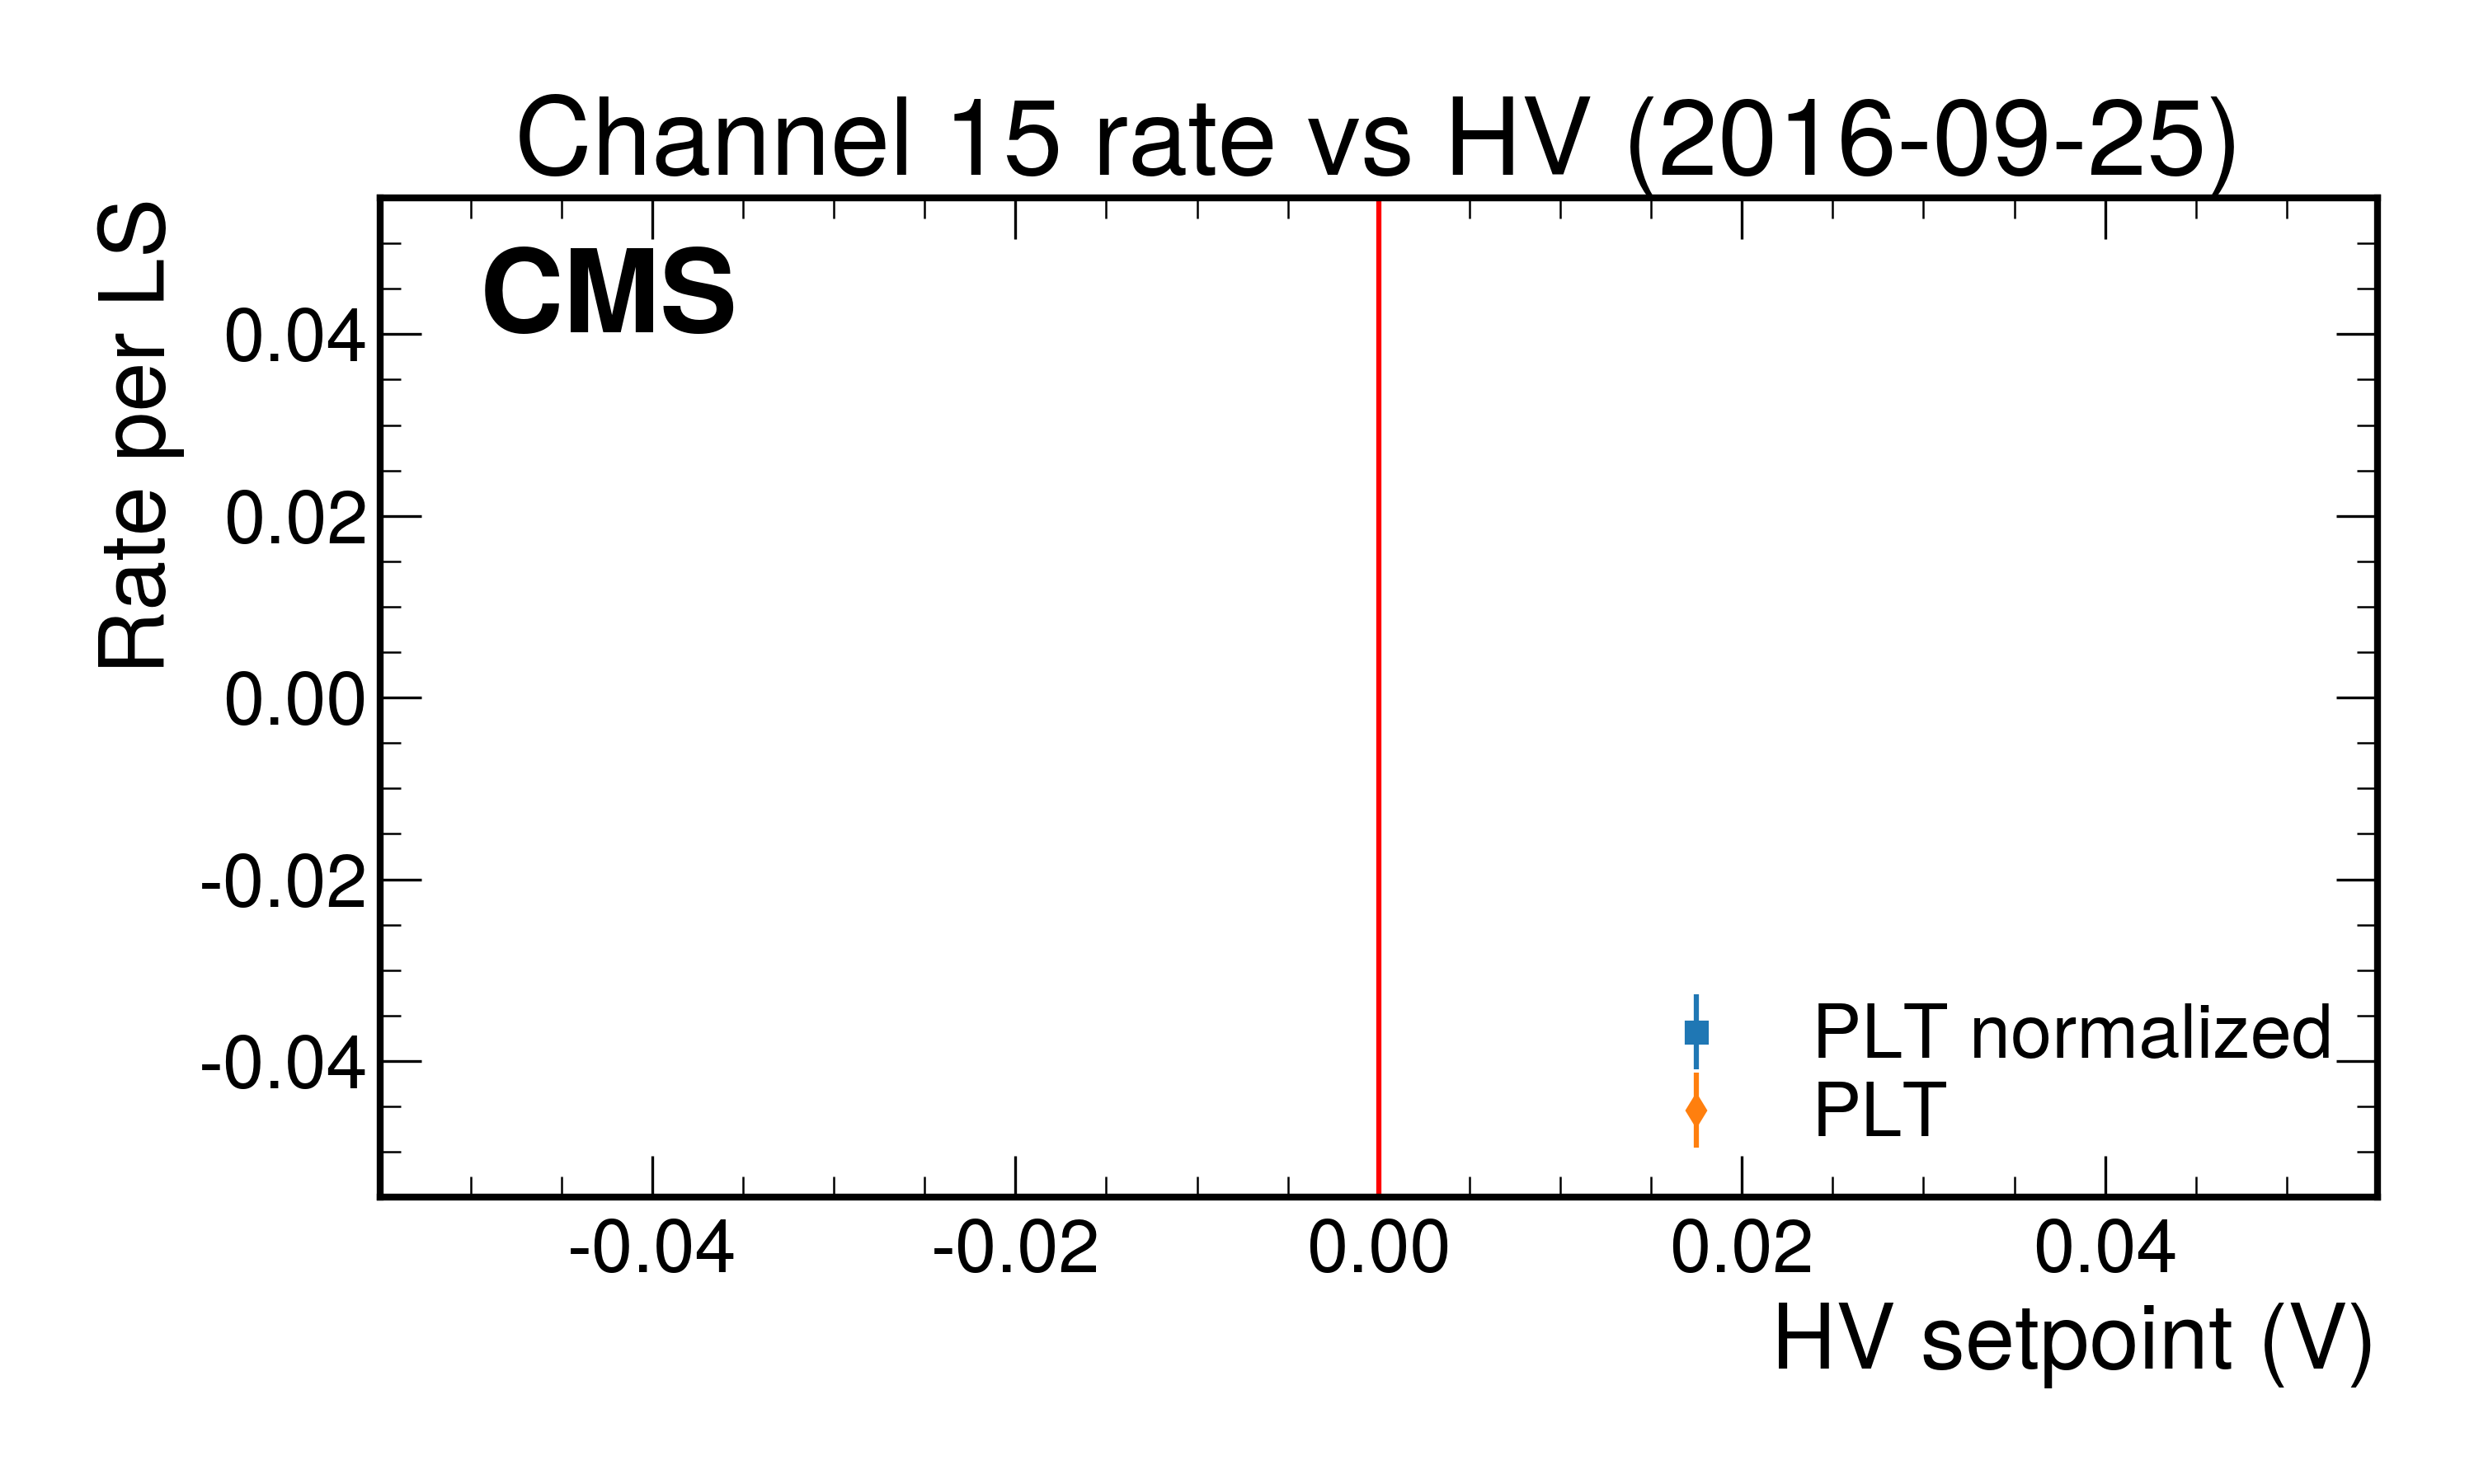 Channel 15 rate vs HV (2016-09-25)
CMS
Rate per LS
0.04
0.02
0.00
-0.02
-0.04
PLT normalized
PLT
-0.04 -0.02 0.00 0.02 0.04
HV setpoint (V)